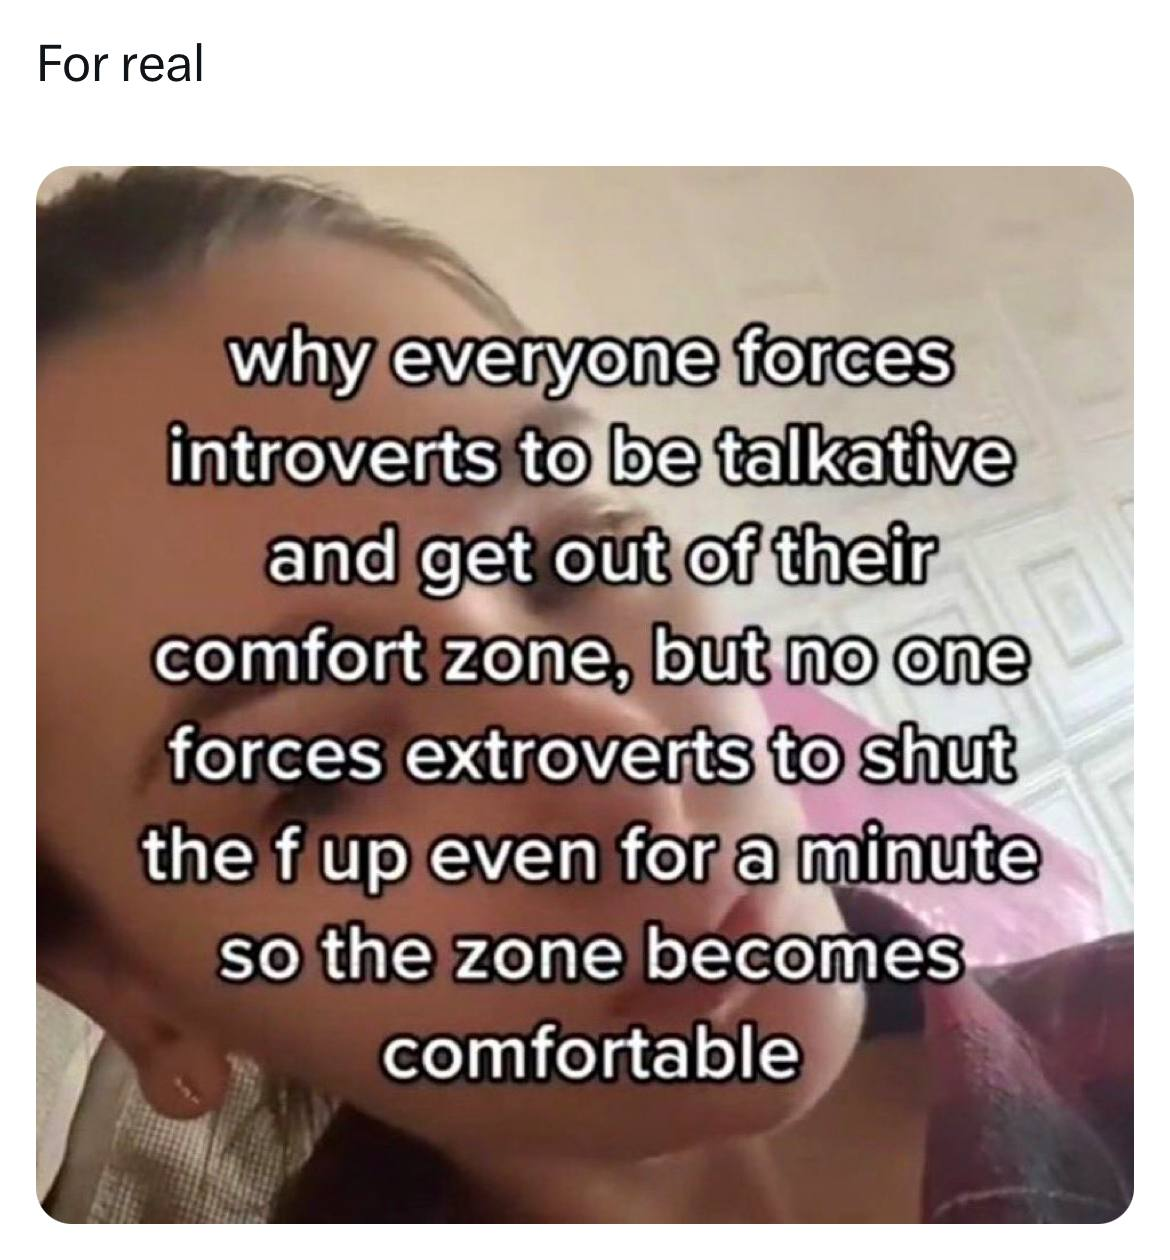 For real
why everyone forces
introverts to be talkative
and get out of their
comfort zone, but no one
forces extroverts to shut
the f up even for a minute
so the zone becomes
comfortable